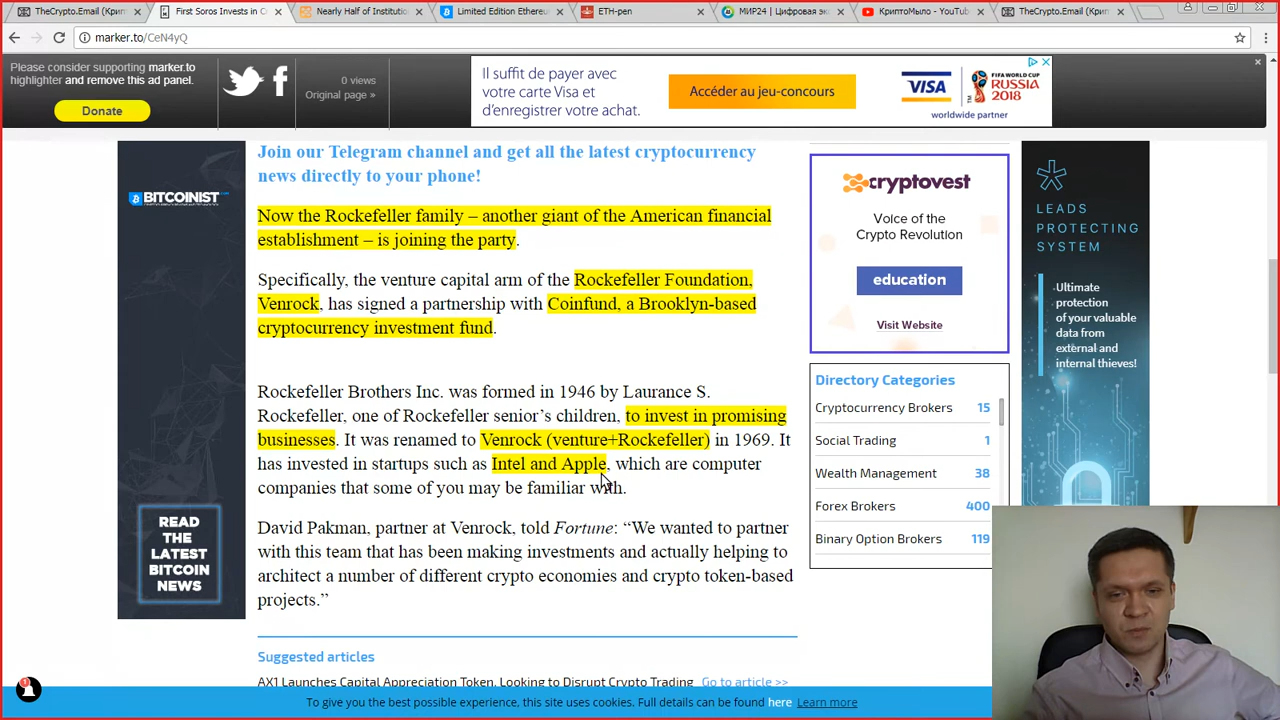 TheCrypto.Email (Крип
First Soros Invests in C
Nearly Half of Institutio
Limited Edition Ethereu
ETH-pen
МИР24 | Цифровая эк
КриптоМыло - YouTub
TheCrypto.Email (Крип
marker.to/CeN4yQ
Please consider supporting marker.to
highlighter and remove this ad panel.
Donate
0 views
Original page »
Il suffit de payer avec
votre carte Visa et
d'enregistrer votre achat.
Accéder au jeu-concours
VISA
FIFA WORLD CUP
RUSSIA
2018
worldwide partner
BITCOINIST
READ
THE
LATEST
BITCOIN
NEWS
Join our Telegram channel and get all the latest cryptocurrency
news directly to your phone!
Now the Rockefeller family – another giant of the American financial
establishment – is joining the party.
Specifically, the venture capital arm of the Rockefeller Foundation,
Venrock, has signed a partnership with Coinfund, a Brooklyn-based
cryptocurrency investment fund.
Rockefeller Brothers Inc. was formed in 1946 by Laurance S.
Rockefeller, one of Rockefeller senior's children, to invest in promising
businesses. It was renamed to Venrock (venture+Rockefeller) in 1969. It
has invested in startups such as Intel and Apple, which are computer
companies that some of you may be familiar with.
David Pakman, partner at Venrock, told Fortune: “We wanted to partner
with this team that has been making investments and actually helping to
architect a number of different crypto economies and crypto token-based
projects.”
Suggested articles
AX1 Launches Capital Appreciation Token, Looking to Disrupt Crypto Trading Go to article >>
cryptovest
Voice of the
Crypto Revolution
education
Visit Website
Directory Categories
Cryptocurrency Brokers 15
Social Trading 1
Wealth Management 38
Forex Brokers 400
Binary Option Brokers 119
LEADS
PROTECTING
SYSTEM
Ultimate
protection
of your valuable
data from
external and
internal thieves!
1
To give you the best possible experience, this site uses cookies. Full details can be found here Learn more